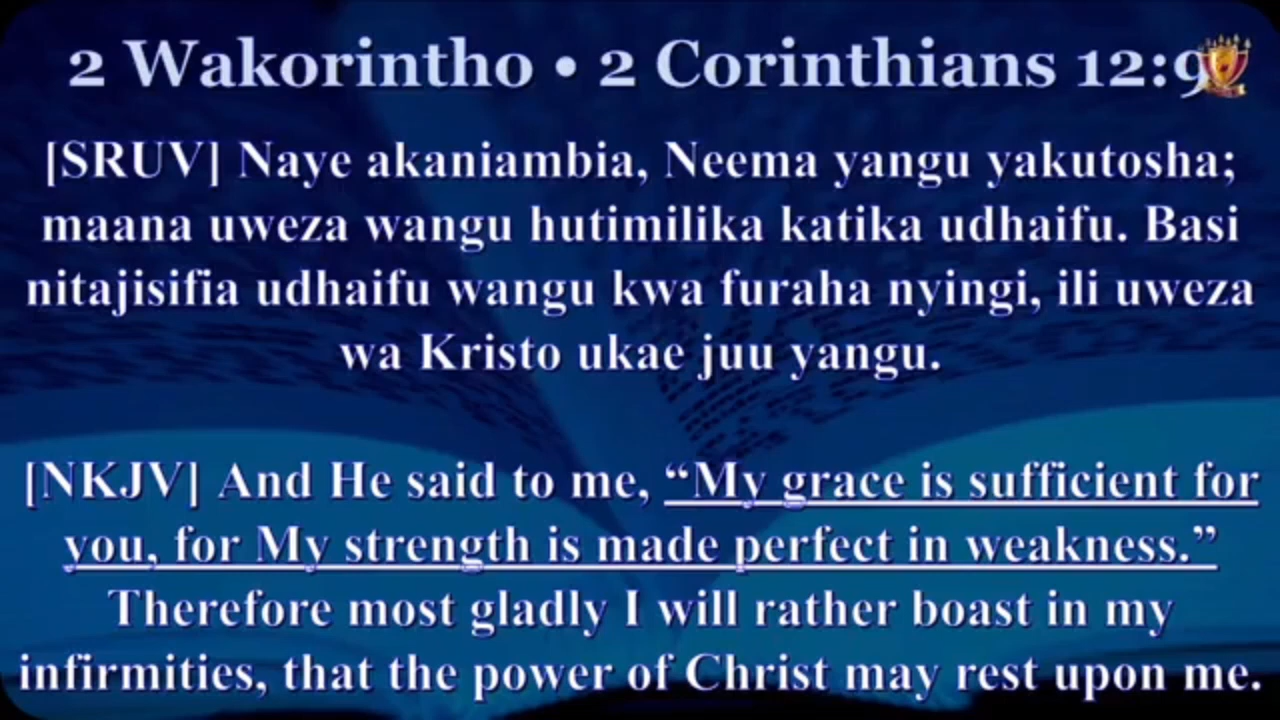 2 Wakorintho • 2 Corinthians 12:9
[SRUV] Naye akaniambia, Neema yangu yakutosha;
maana uweza wangu hutimilika katika udhaifu. Basi
nitajisifia udhaifu wangu kwa furaha nyingi, ili uweza
wa Kristo ukae juu yangu.
[NKJV] And He said to me, “My grace is sufficient for
you, for My strength is made perfect in weakness.”
Therefore most gladly I will rather boast in my
infirmities, that the power of Christ may rest upon me.